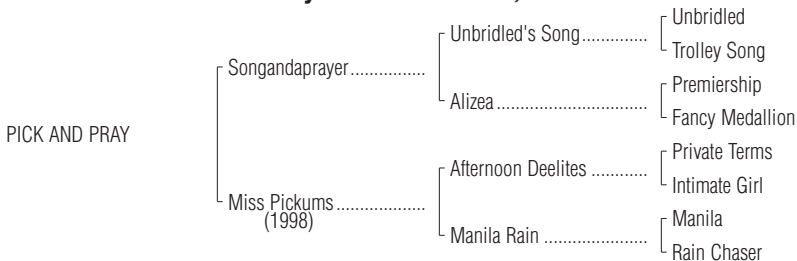 Unbridled
Unbridled's Song..............
Trolley Song
Songandaprayer................
Premiership
Alizea................................
Fancy Medallion
PICK AND PRAY
Private Terms
Afternoon Deelites ............
Intimate Girl
Miss Pickums...................
(1998)
Manila
Manila Rain ......................
Rain Chaser